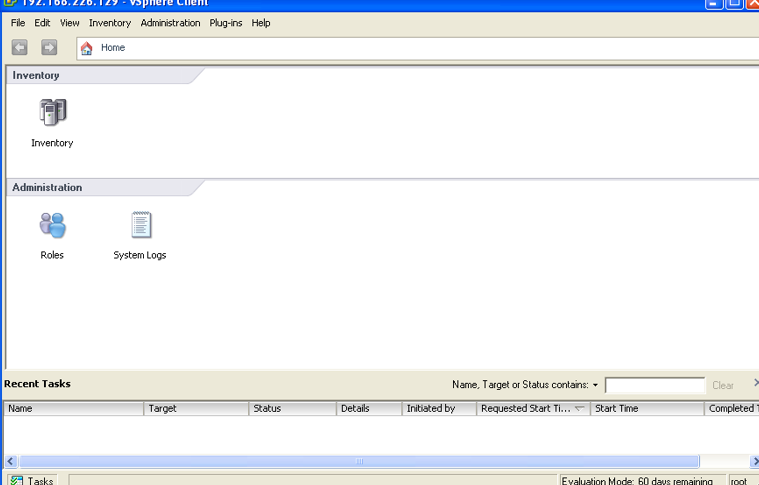 192.168.226.129 - vSphere Client
File Edit View Inventory Administration Plug-ins Help
Home
Inventory
Inventory
Administration
Roles System Logs
Recent Tasks Name, Target or Status contains: Clear
Name Target Status Details Initiated by Requested Start Ti... Start Time Completed T
Tasks Evaluation Mode: 60 days remaining root